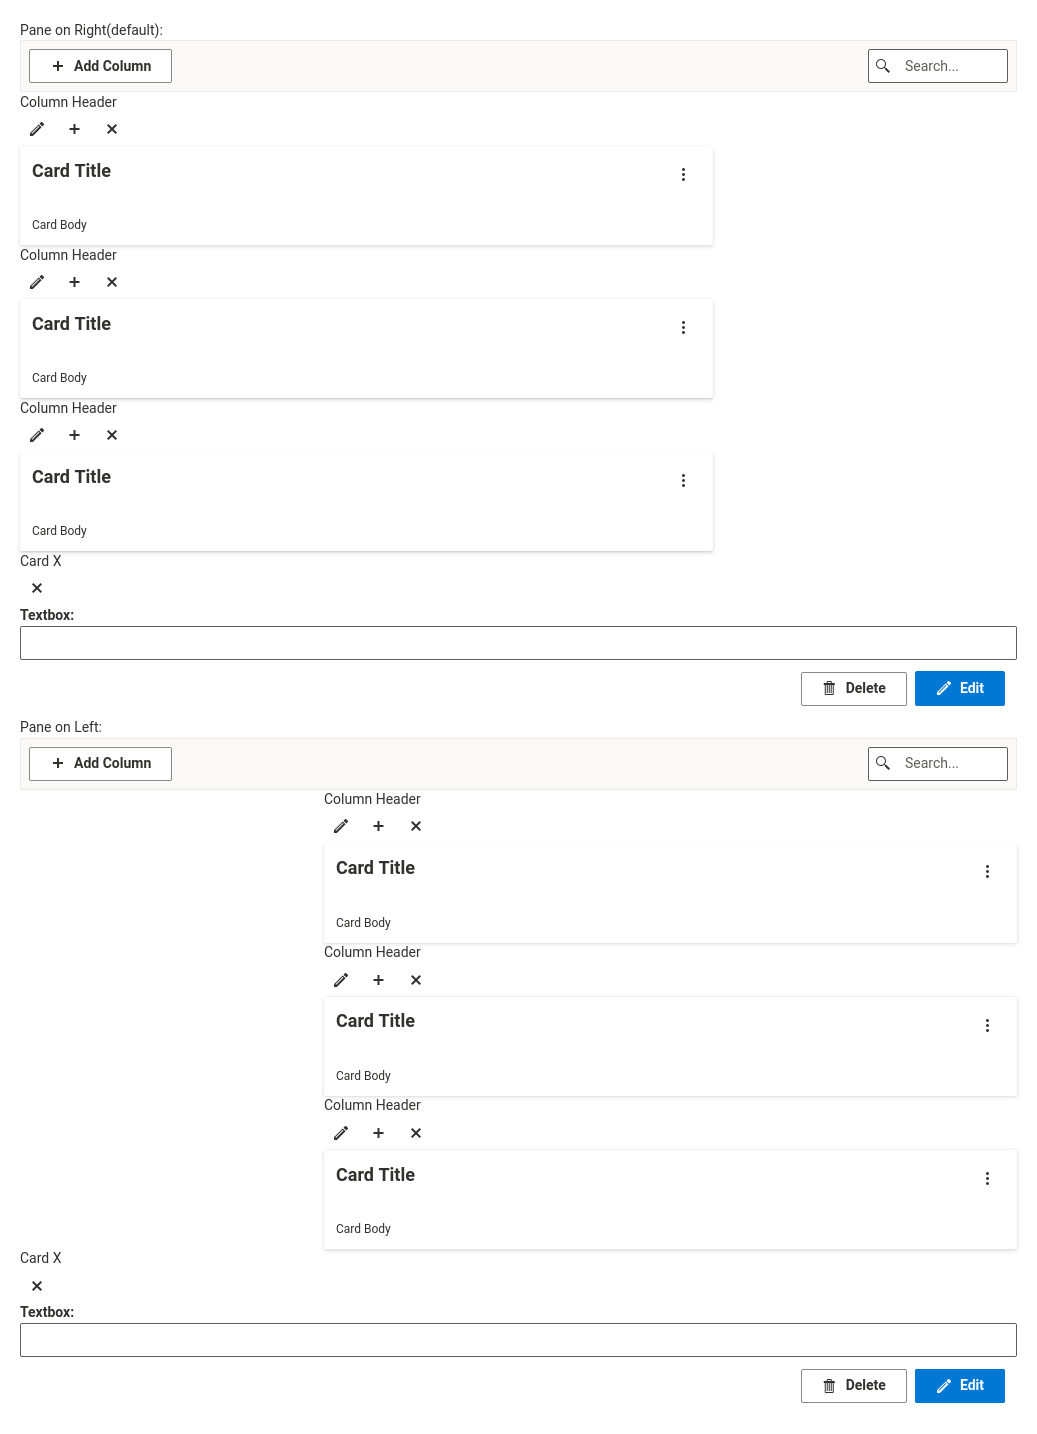 Pane on Right(default):
Add Column
Search...
Column Header
Card Title
Card Body
Column Header
Card Title
Card Body
Column Header
Card Title
Card Body
Card X
Textbox:
Delete
Edit
Pane on Left:
Add Column
Search...
Column Header
Card Title
Card Body
Column Header
Card Title
Card Body
Column Header
Card Title
Card Body
Card X
Textbox:
Delete
Edit